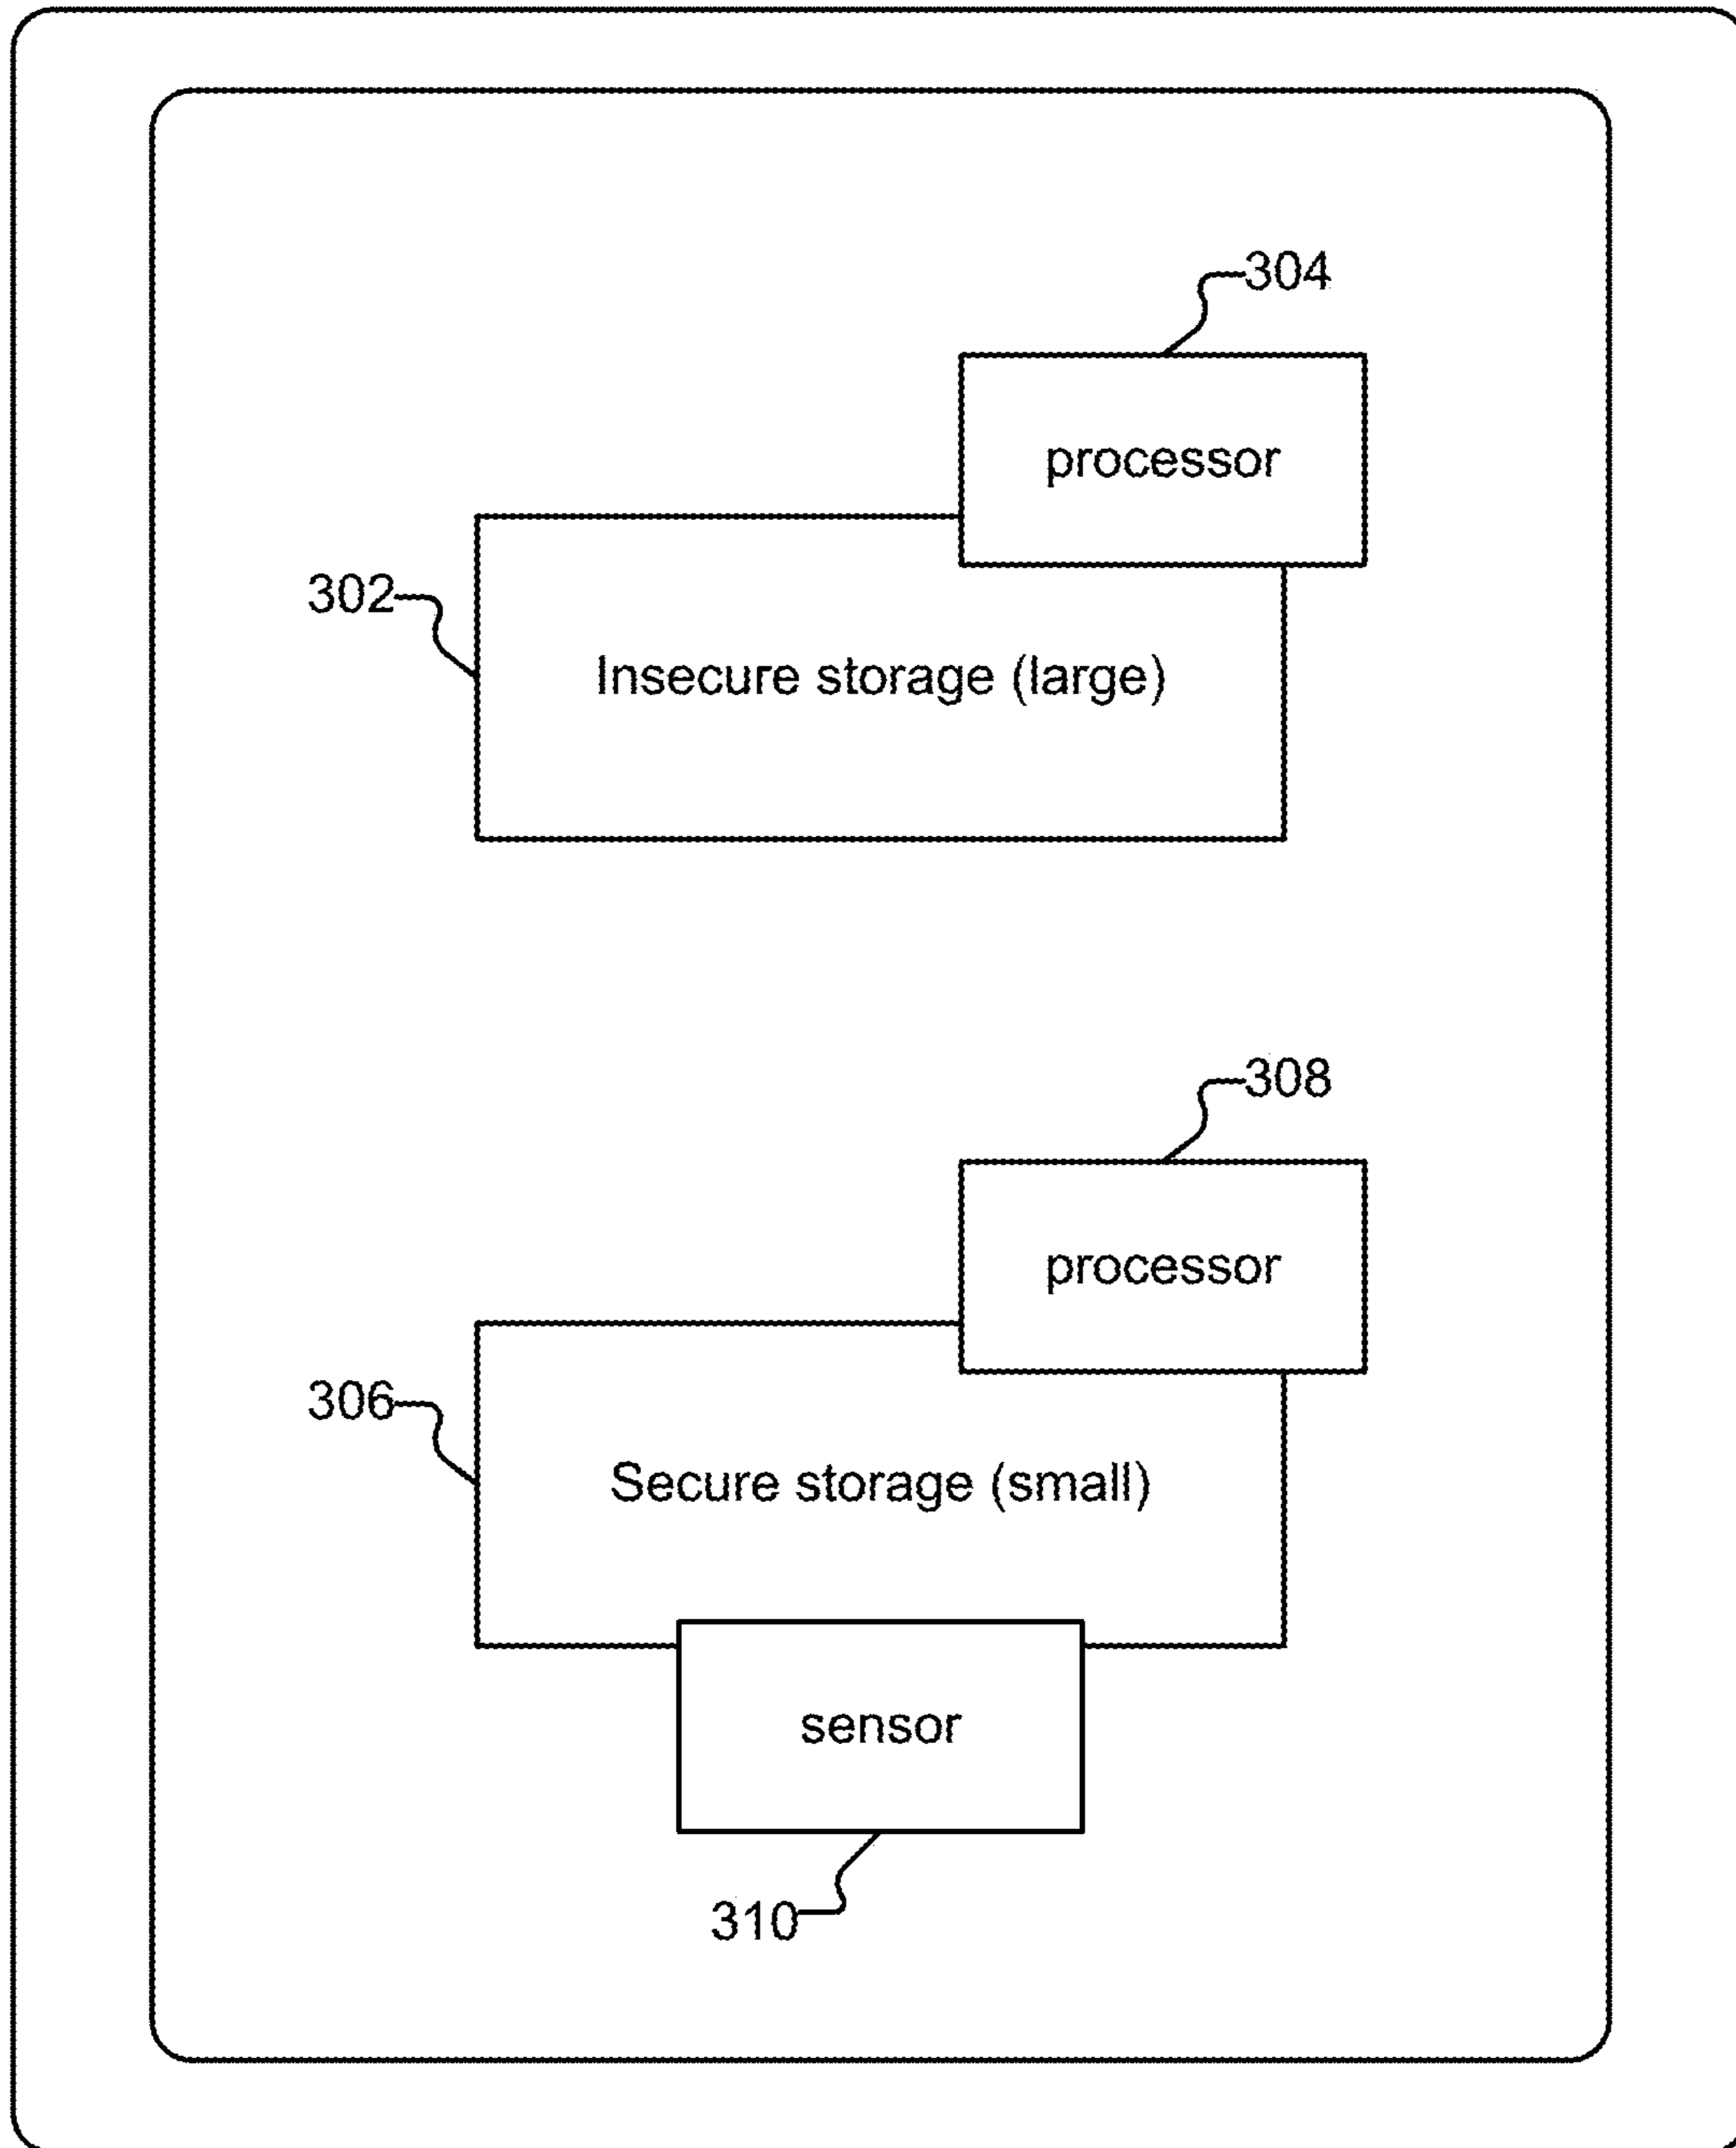 304
processor
302
Insecure storage (large)
308
processor
306
Secure storage (small)
sensor
310